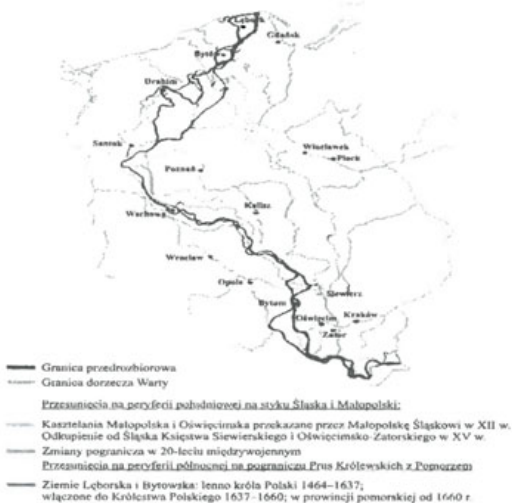 Lębork
Gdańsk
Bytów
Drahim
Santok
Włocławek
Płock
Poznań
Wschowa
Kalisz
Wrocław
Opole
Siewierz
Bytom
Oświęcim
Kraków
Zator
Granica przedrozbiorowa
Granica dorzecza Warty
Przesunięcia na peryferii południowej na styku Śląska i Małopolski:
Kasztelania Małopolska i Oświęcimska przekazane przez Małopolskę Śląskowi w XII w.
Odkupienie od Śląska Księstwa Siewierskiego i Oświęcimsko-Zatorskiego w XV w.
Zmiany pogranicza w 20-leciu międzywojennym
Przesunięcia na peryferii północnej na pograniczu Prus Królewskich z Pomorzem
Ziemie Lęborska i Bytowska: lenno króla Polski 1464–1637;
włączone do Królestwa Polskiego 1637–1660; w prowincji pomorskiej od 1660 r.